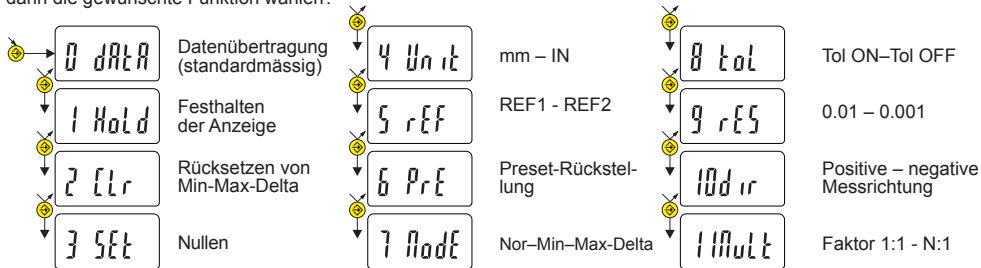 dann die gewünschte Funktion wählen:
0 dAtA
Datenübertragung
(standardmässig)
1 Hold
Festhalten
der Anzeige
2 CLr
Rücksetzen von
Min-Max-Delta
3 SEt
Nullen
4 Unit
mm – IN
5 rEF
REF1 - REF2
6 PrE
Preset-Rückstel-
lung
7 ModE
Nor–Min–Max-Delta
8 tol
Tol ON–Tol OFF
9 rES
0.01 – 0.001
10dir
Positive – negative
Messrichtung
11Mult
Faktor 1:1 - N:1